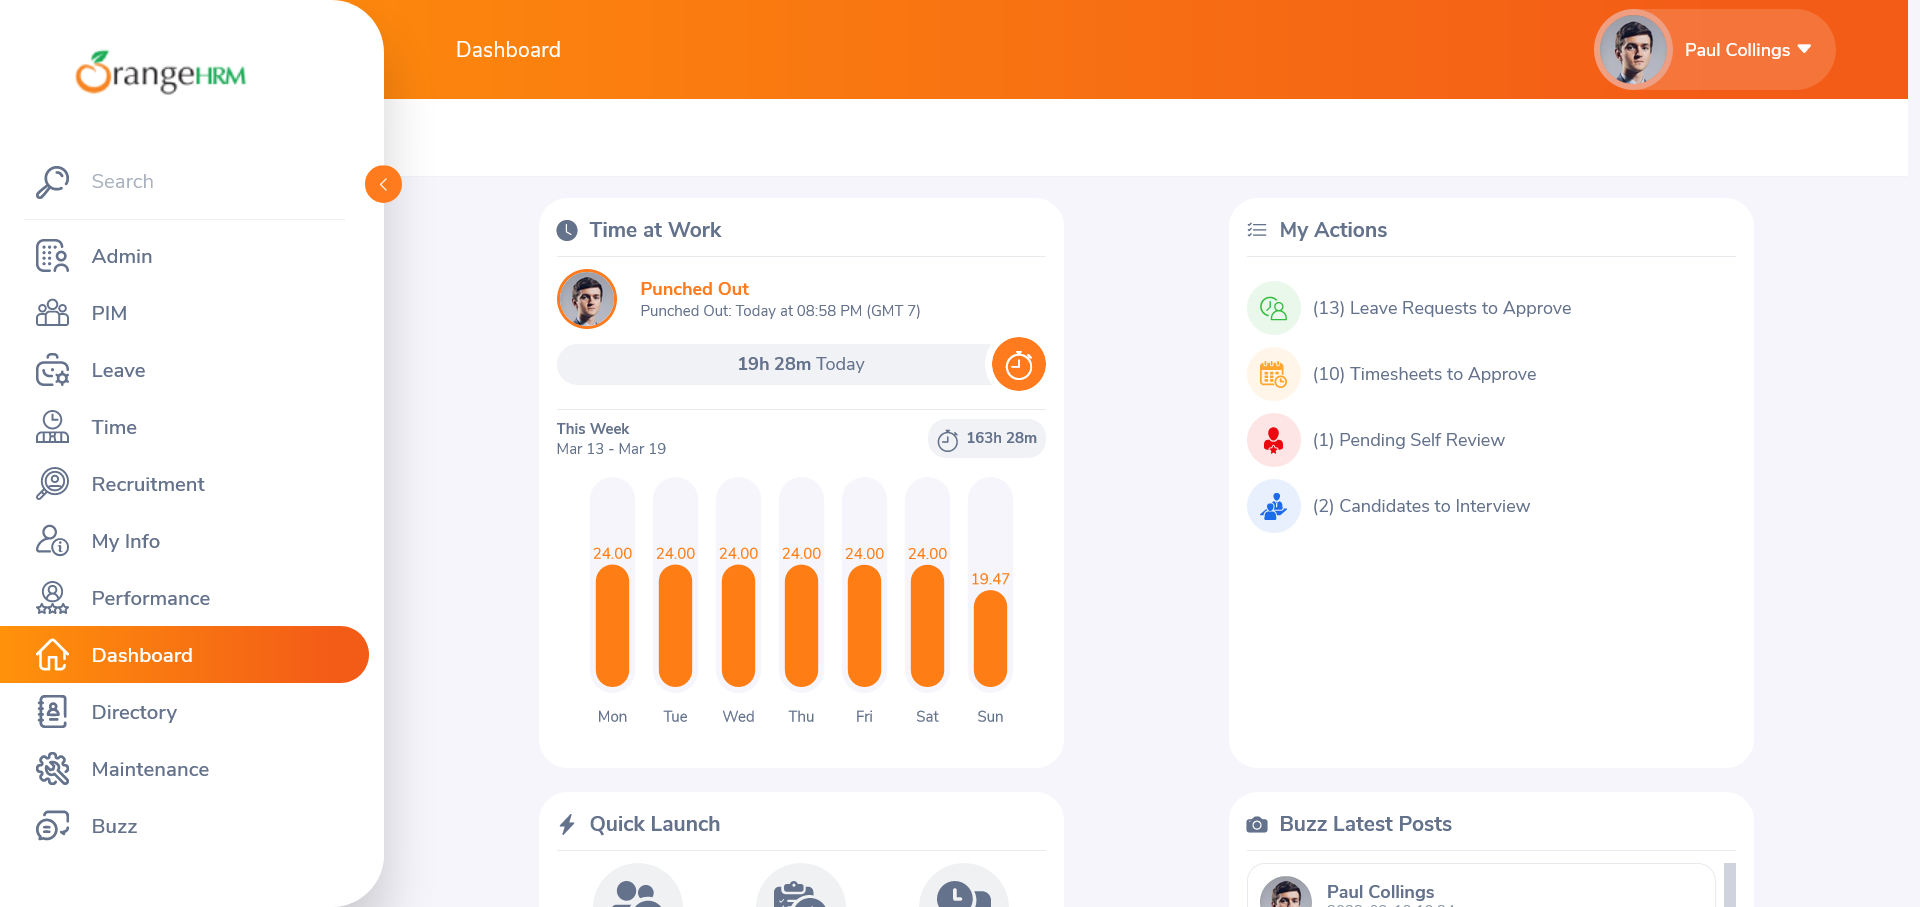 OrangeHRM
Search
Admin
PIM
Leave
Time
Recruitment
My Info
Performance
Dashboard
Directory
Maintenance
Buzz
Dashboard
Paul Collings
Time at Work
Punched Out
Punched Out: Today at 08:58 PM (GMT 7)
19h 28m Today
This Week
Mar 13 - Mar 19
163h 28m
24.00 24.00 24.00 24.00 24.00 24.00 19.47
Mon Tue Wed Thu Fri Sat Sun
My Actions
(13) Leave Requests to Approve
(10) Timesheets to Approve
(1) Pending Self Review
(2) Candidates to Interview
Quick Launch
Buzz Latest Posts
Paul Collings